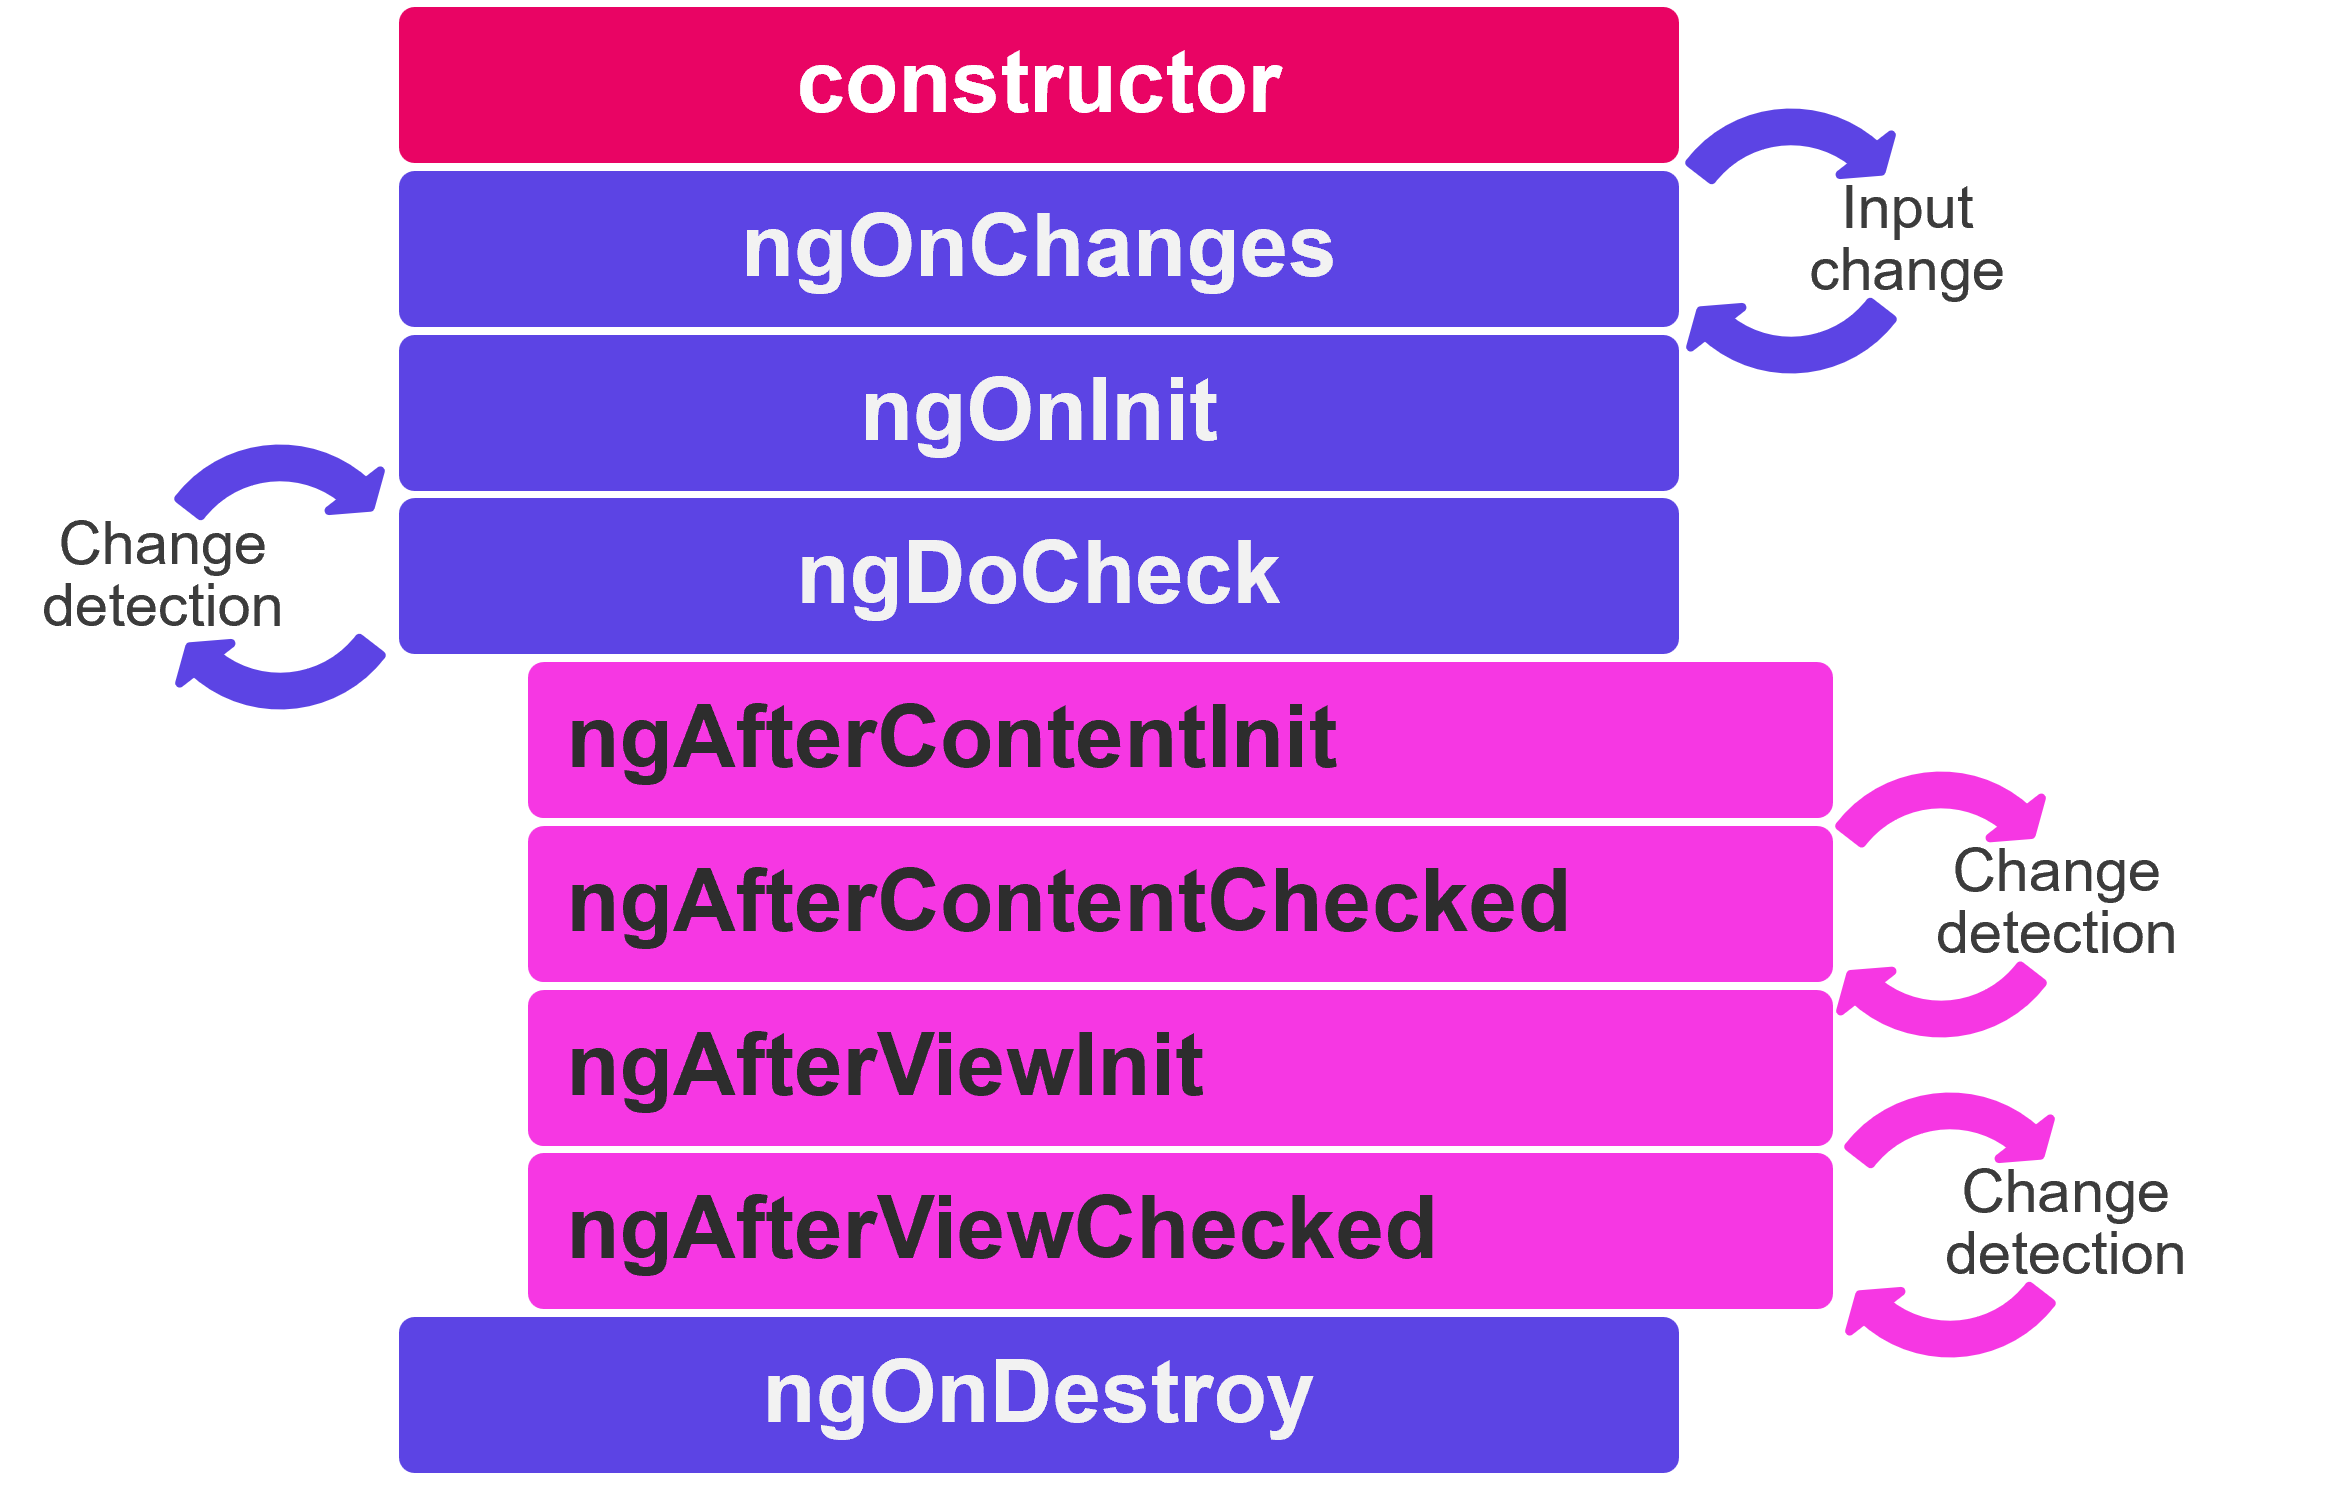 constructor
ngOnChanges
Input
change
ngOnInit
ngDoCheck
Change
detection
ngAfterContentInit
ngAfterContentChecked
Change
detection
ngAfterViewInit
ngAfterViewChecked
Change
detection
ngOnDestroy